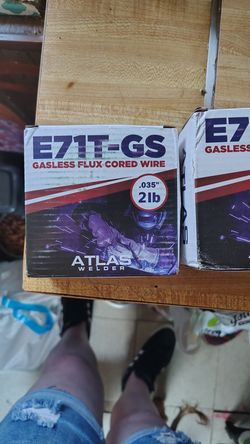 E71T-GS
GASLESS FLUX CORED WIRE
.035"
2lb
ATLAS
WELDER
E7
GASLESS